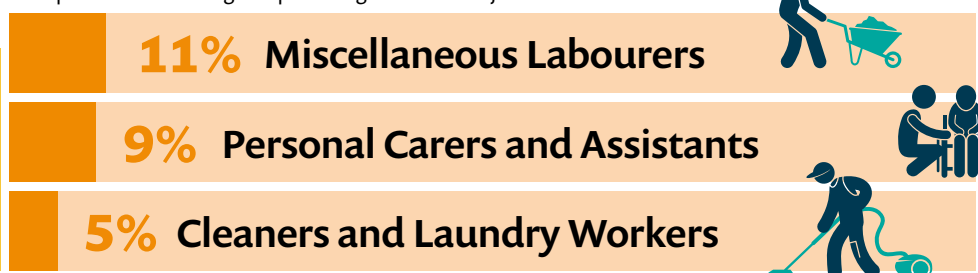 11% Miscellaneous Labourers
9% Personal Carers and Assistants
5% Cleaners and Laundry Workers